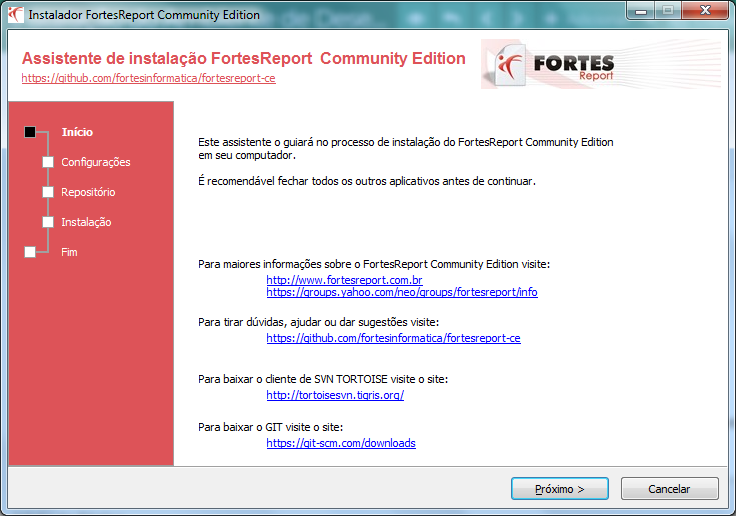 Instalador FortesReport Community Edition
Assistente de instalação FortesReport Community Edition
https://github.com/fortesinformatica/fortesreport-ce
FORTES
Report
Início
Configurações
Repositório
Instalação
Fim
Este assistente o guiará no processo de instalação do FortesReport Community Edition
em seu computador.
É recomendável fechar todos os outros aplicativos antes de continuar.
Para maiores informações sobre o FortesReport Community Edition visite:
http://www.fortesreport.com.br
https://groups.yahoo.com/neo/groups/fortesreport/info
Para tirar dúvidas, ajudar ou dar sugestões visite:
https://github.com/fortesinformatica/fortesreport-ce
Para baixar o cliente de SVN TORTOISE visite o site:
http://tortoisesvn.tigris.org/
Para baixar o GIT visite o site:
https://git-scm.com/downloads
Próximo >
Cancelar